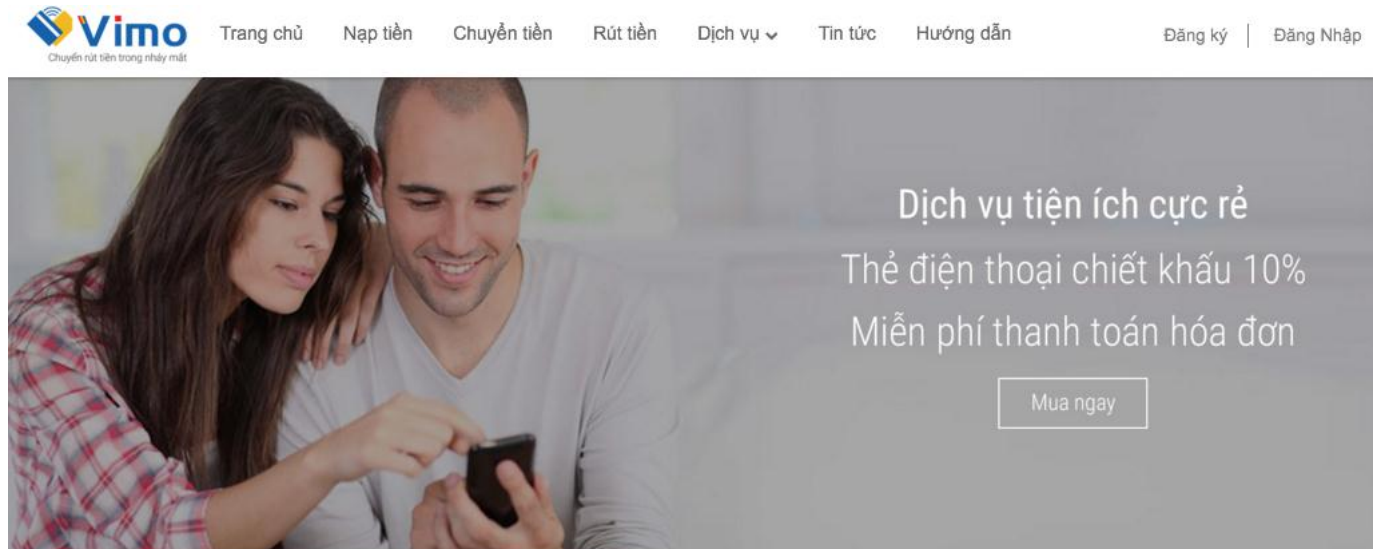 Vimo
Chuyển rút tiền trong nháy mắt
Trang chủ Nạp tiền Chuyển tiền Rút tiền Dịch vụ Tin tức Hướng dẫn Đăng ký | Đăng Nhập
Dịch vụ tiện ích cực rẻ
Thẻ điện thoại chiết khấu 10%
Miễn phí thanh toán hóa đơn
Mua ngay